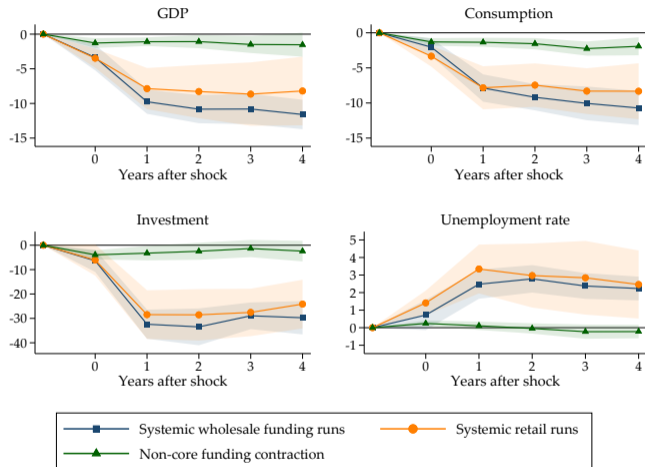 GDP
0
-5
-10
-15
0 1 2 3 4
Years after shock
Consumption
0
-5
-10
-15
0 1 2 3 4
Years after shock
Investment
0
-10
-20
-30
-40
0 1 2 3 4
Years after shock
Unemployment rate
5
4
3
2
1
0
-1
0 1 2 3 4
Years after shock
Systemic wholesale funding runs
Systemic retail runs
Non-core funding contraction